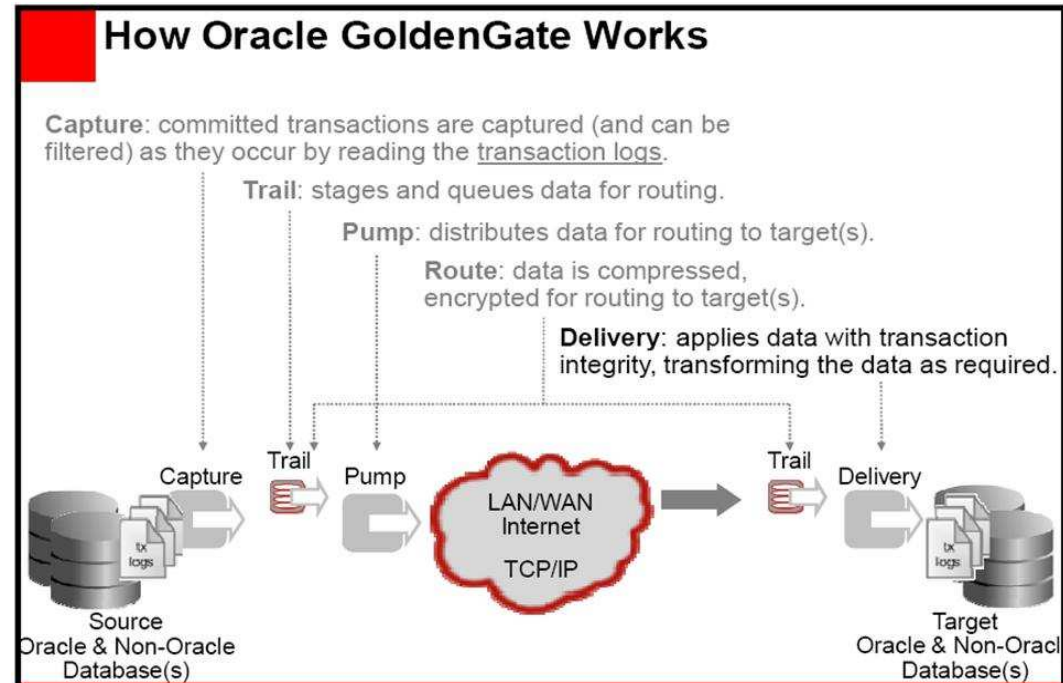 How Oracle GoldenGate Works
Capture: committed transactions are captured (and can be
filtered) as they occur by reading the transaction logs.
Trail: stages and queues data for routing.
Pump: distributes data for routing to target(s).
Route: data is compressed,
encrypted for routing to target(s).
Delivery: applies data with transaction
integrity, transforming the data as required.
Capture
Trail
Pump
LAN/WAN
Internet
TCP/IP
Trail
Delivery
tx
logs
tx
logs
Source
Oracle & Non-Oracle
Database(s)
Target
Oracle & Non-Oracl
Database(s)